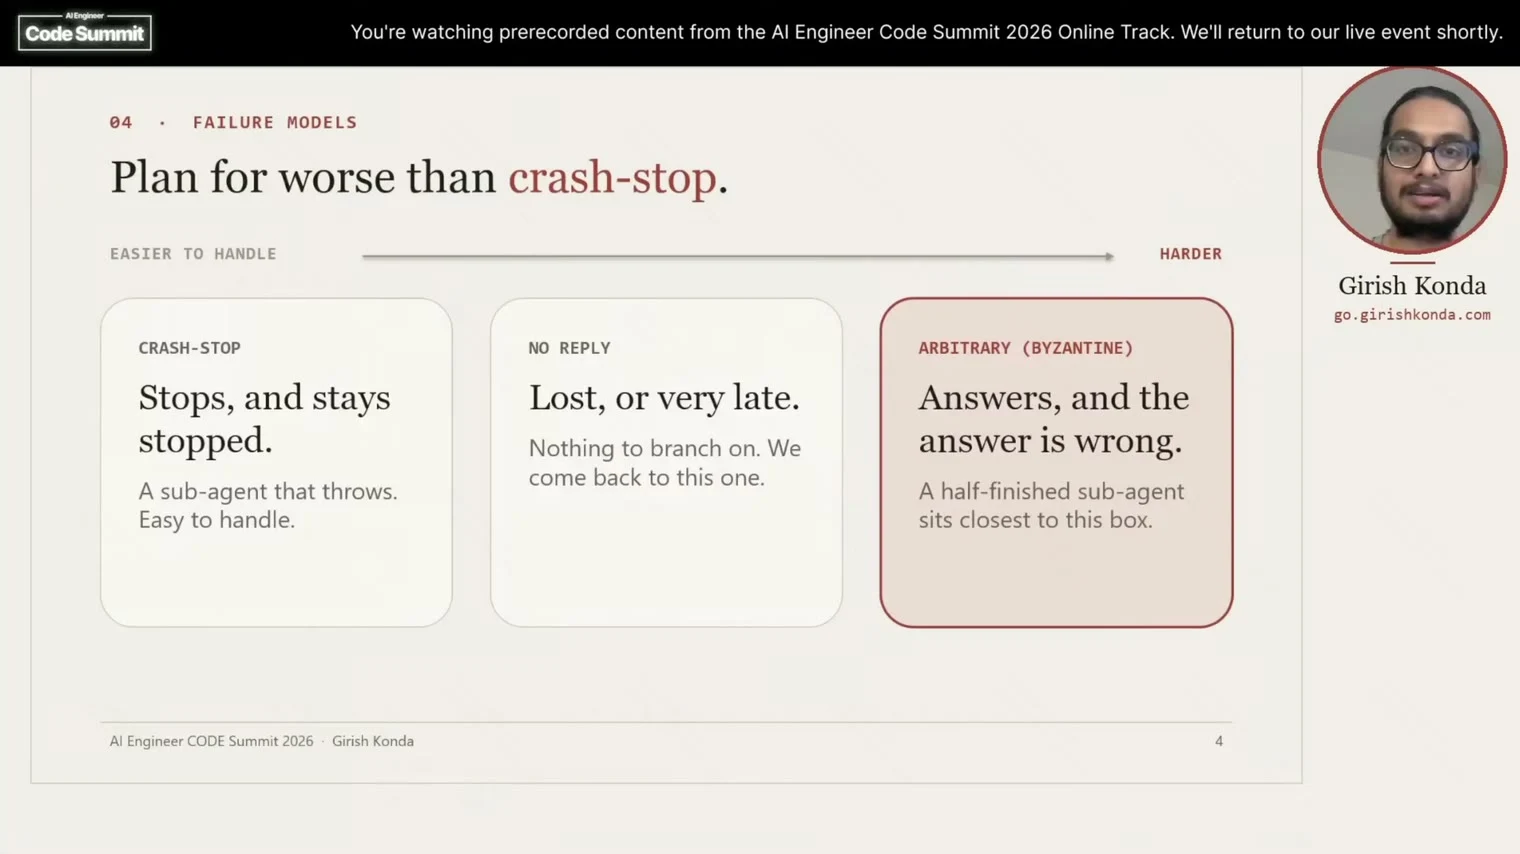 AI Engineer
Code Summit
You're watching prerecorded content from the AI Engineer Code Summit 2026 Online Track. We'll return to our live event shortly.
04 · FAILURE MODELS
Plan for worse than crash-stop.
EASIER TO HANDLE
HARDER
CRASH-STOP
Stops, and stays
stopped.
A sub-agent that throws.
Easy to handle.
NO REPLY
Lost, or very late.
Nothing to branch on. We
come back to this one.
ARBITRARY (BYZANTINE)
Answers, and the
answer is wrong.
A half-finished sub-agent
sits closest to this box.
AI Engineer CODE Summit 2026 · Girish Konda
4
Girish Konda
go.girishkonda.com